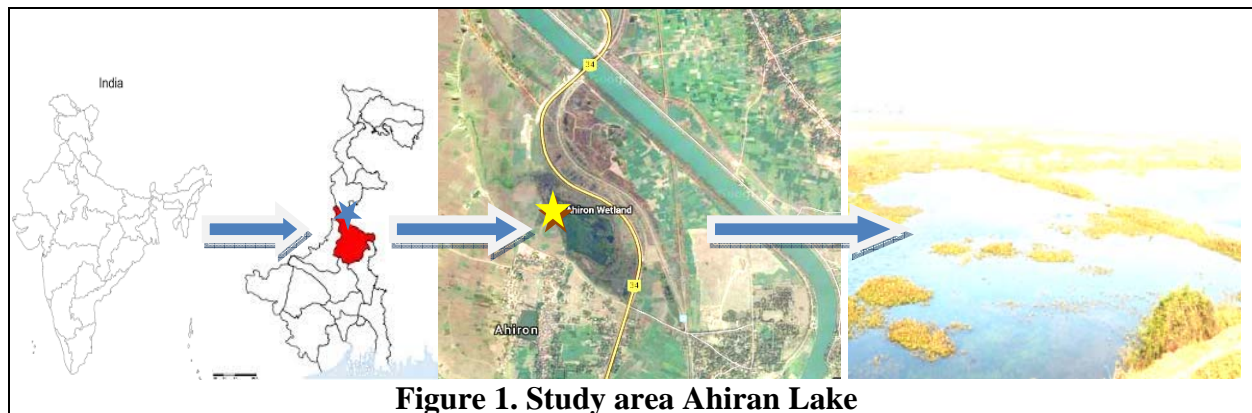 India
34
Ahiron Wetland
34
Ahiron
Figure 1. Study area Ahiran Lake